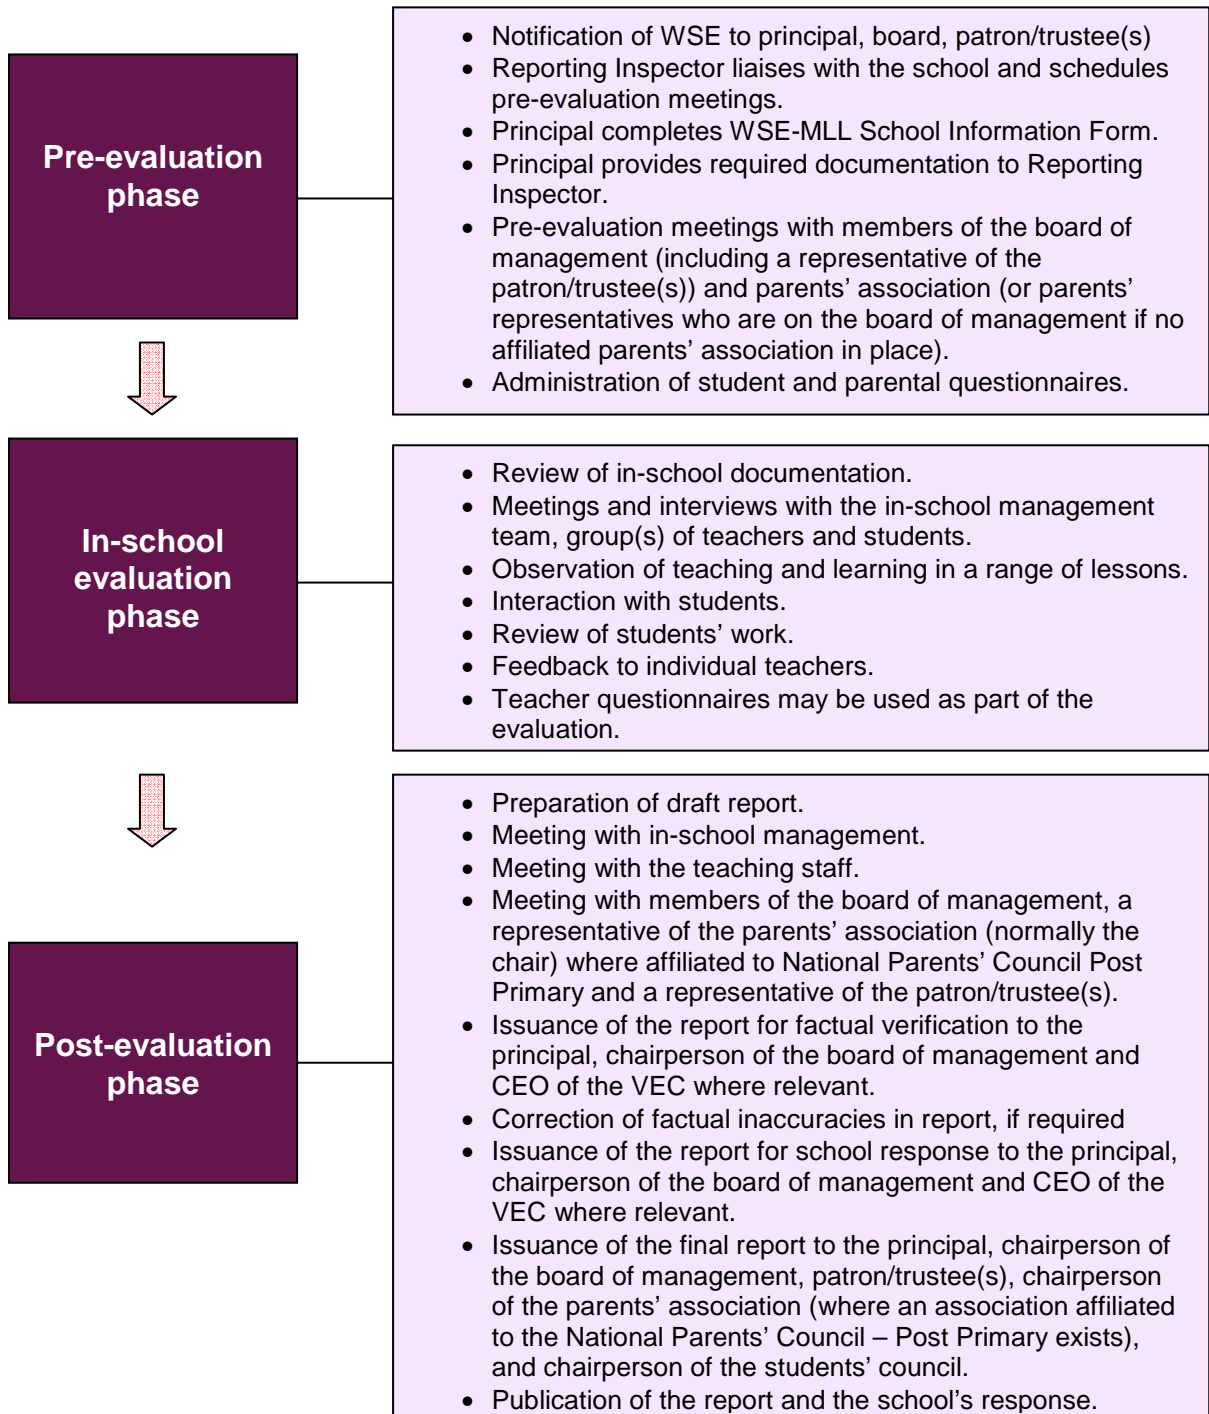 Pre-evaluation
phase
• Notification of WSE to principal, board, patron/trustee(s)
• Reporting Inspector liaises with the school and schedules
pre-evaluation meetings.
• Principal completes WSE-MLL School Information Form.
• Principal provides required documentation to Reporting
Inspector.
• Pre-evaluation meetings with members of the board of
management (including a representative of the
patron/trustee(s)) and parents’ association (or parents’
representatives who are on the board of management if no
affiliated parents’ association in place).
• Administration of student and parental questionnaires.
In-school
evaluation
phase
• Review of in-school documentation.
• Meetings and interviews with the in-school management
team, group(s) of teachers and students.
• Observation of teaching and learning in a range of lessons.
• Interaction with students.
• Review of students’ work.
• Feedback to individual teachers.
• Teacher questionnaires may be used as part of the
evaluation.
Post-evaluation
phase
• Preparation of draft report.
• Meeting with in-school management.
• Meeting with the teaching staff.
• Meeting with members of the board of management, a
representative of the parents’ association (normally the
chair) where affiliated to National Parents’ Council Post
Primary and a representative of the patron/trustee(s).
• Issuance of the report for factual verification to the
principal, chairperson of the board of management and
CEO of the VEC where relevant.
• Correction of factual inaccuracies in report, if required
• Issuance of the report for school response to the principal,
chairperson of the board of management and CEO of the
VEC where relevant.
• Issuance of the final report to the principal, chairperson of
the board of management, patron/trustee(s), chairperson
of the parents’ association (where an association affiliated
to the National Parents’ Council – Post Primary exists),
and chairperson of the students’ council.
• Publication of the report and the school’s response.